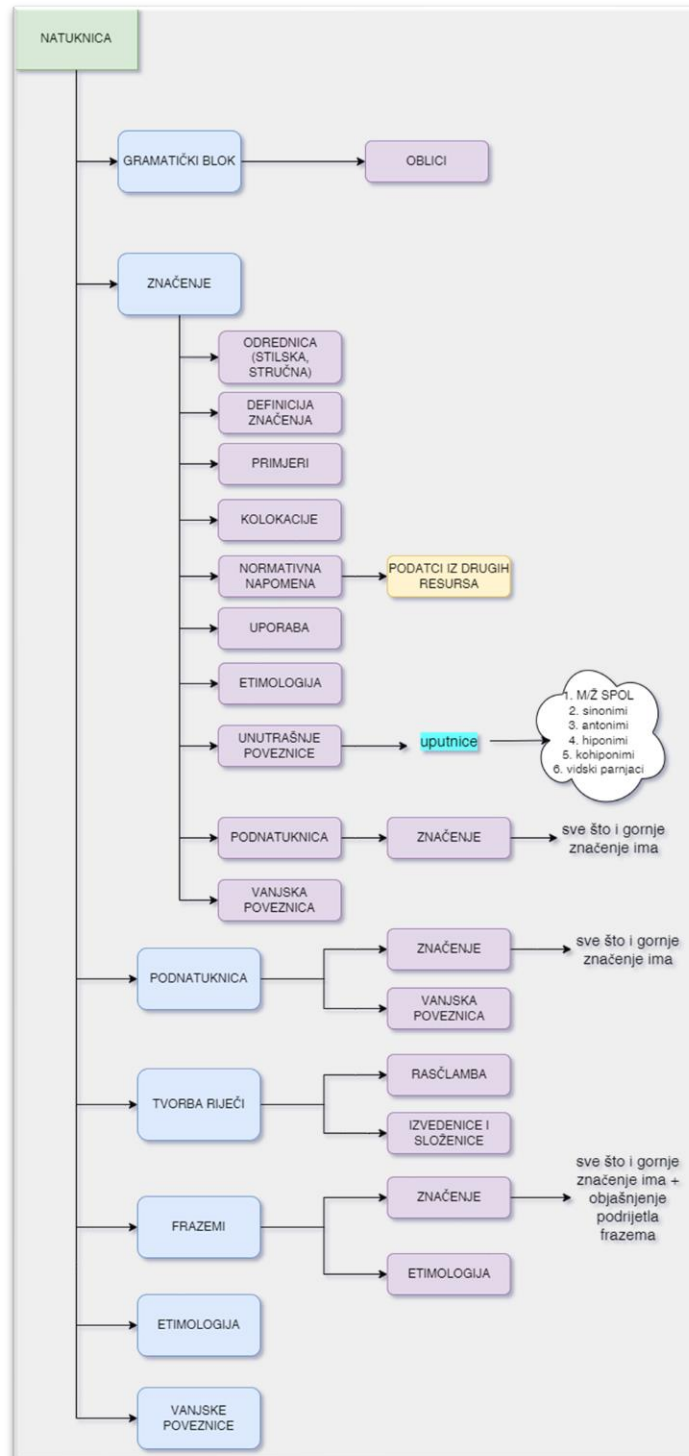 NATUKNICA
GRAMATIČKI BLOK
OBLICI
ZNAČENJE
ODREDNICA
(STILSKA,
STRUČNA)
DEFINICIJA
ZNAČENJA
PRIMJERI
KOLOKACIJE
NORMATIVNA
NAPOMENA
PODATCI IZ DRUGIH
RESURSA
UPORABA
ETIMOLOGIJA
UNUTRAŠNJE
POVEZNICE
uputnice
1. M/Ž SPOL
2. sinonimi
3. antonimi
4. hiponimi
5. kohiponimi
6. vidski parnjaci
PODNATUKNICA
ZNAČENJE
sve što i gornje
značenje ima
VANJSKA
POVEZNICA
PODNATUKNICA
ZNAČENJE
sve što i gornje
značenje ima
VANJSKA
POVEZNICA
TVORBA RIJEČI
RASČLAMBA
IZVEDENICE I
SLOŽENICE
FRAZEMI
ZNAČENJE
sve što i gornje
značenje ima +
objašnjenje
podrijetla
frazema
ETIMOLOGIJA
ETIMOLOGIJA
VANJSKE
POVEZNICE